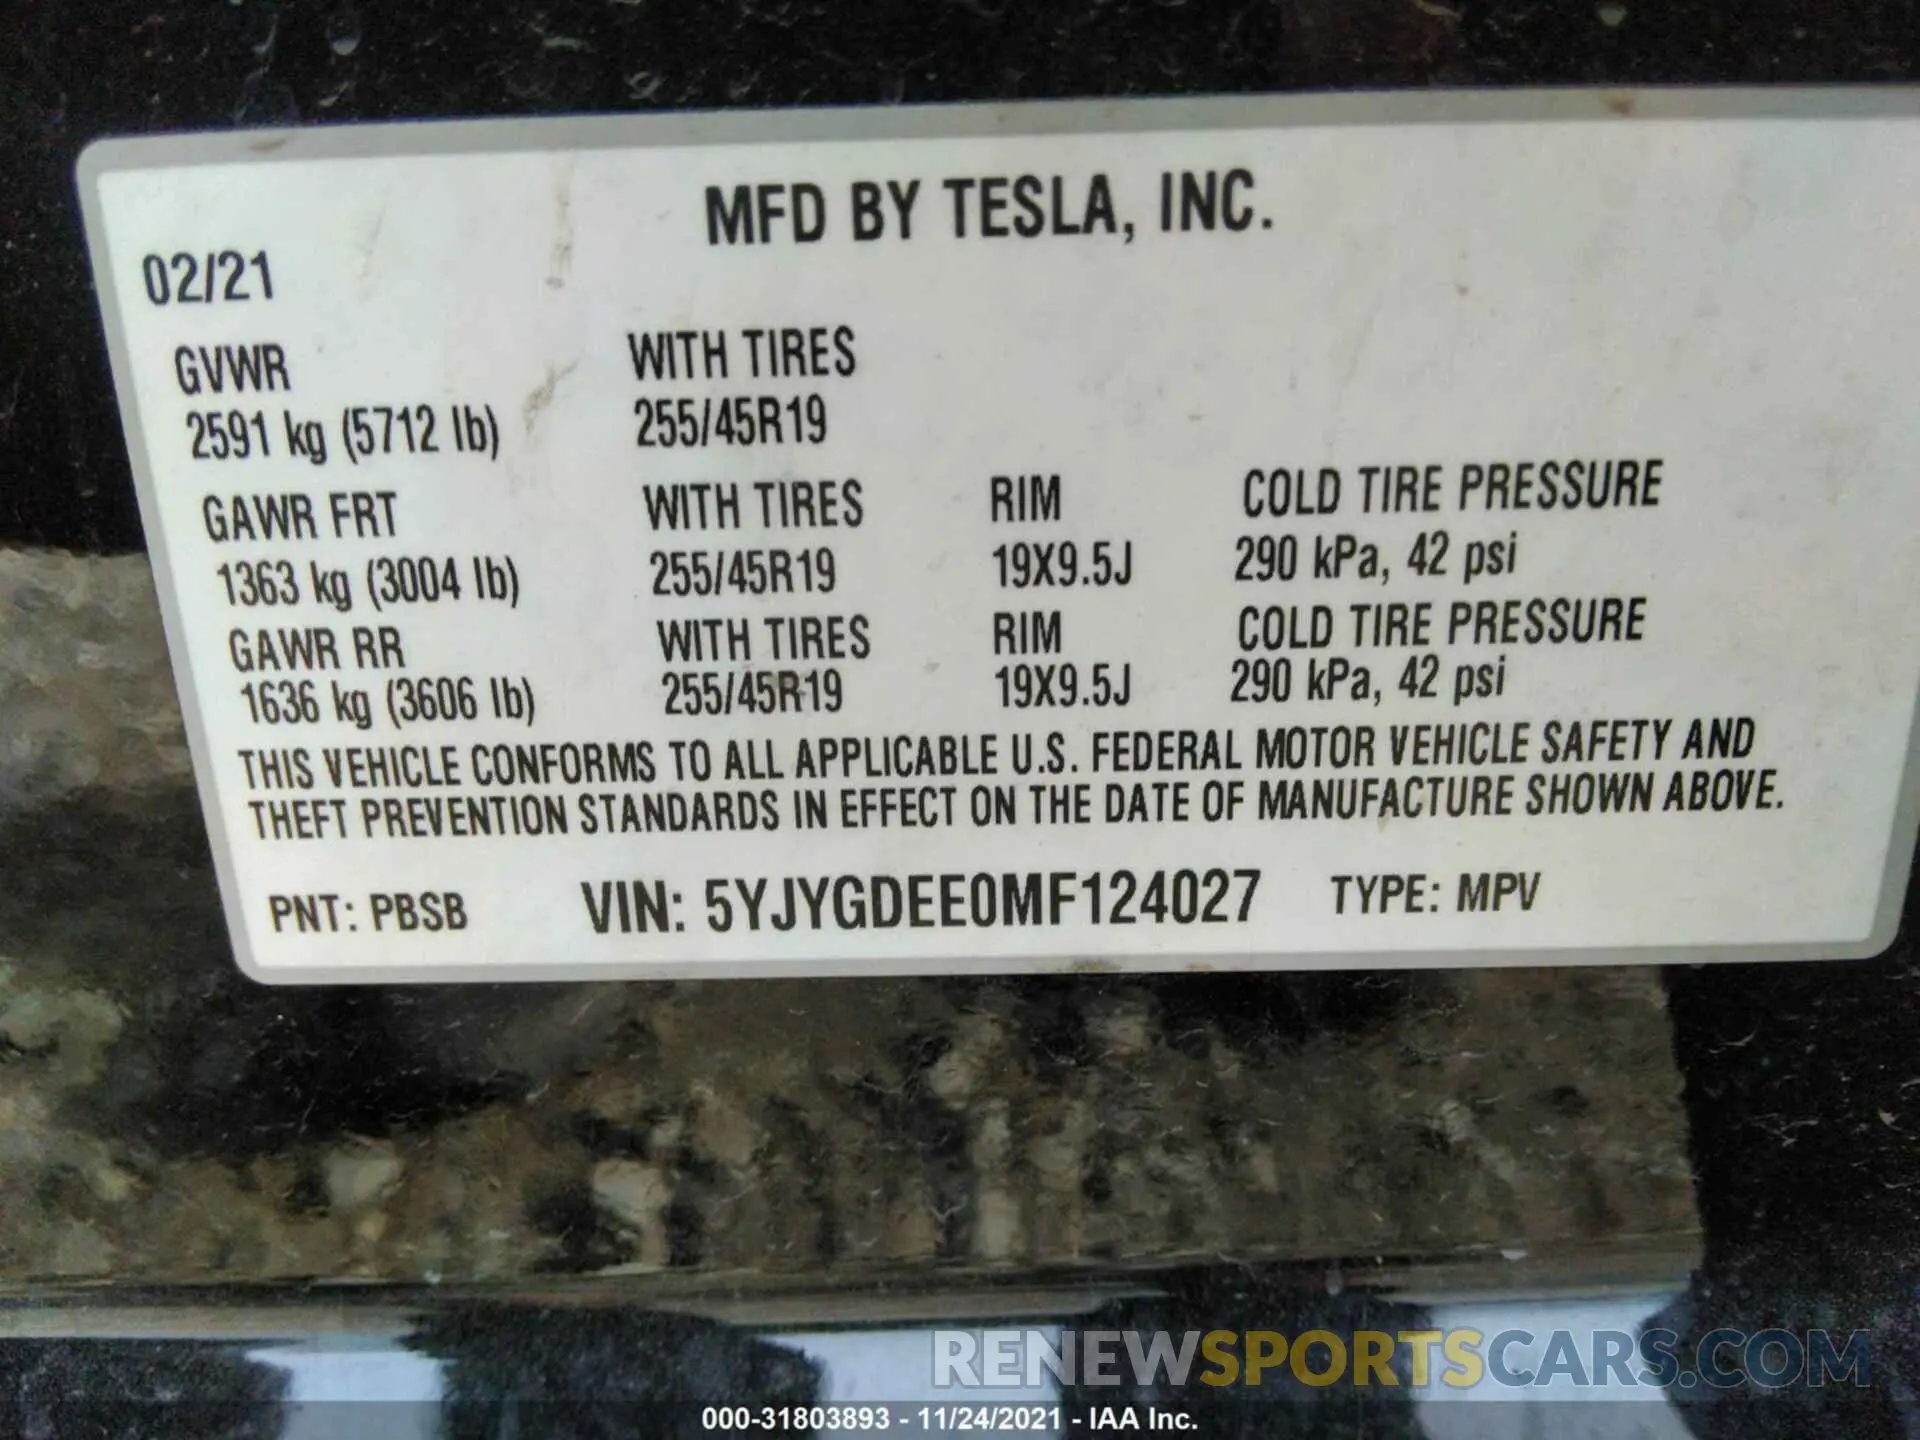 MFD BY TESLA, INC.
02/21
GVWR WITH TIRES
2591 kg (5712 lb) 255/45R19
GAWR FRT WITH TIRES RIM COLD TIRE PRESSURE
1363 kg (3004 lb) 255/45R19 19X9.5J 290 kPa, 42 psi
GAWR RR WITH TIRES RIM COLD TIRE PRESSURE
1636 kg (3606 lb) 255/45R19 19X9.5J 290 kPa, 42 psi
THIS VEHICLE CONFORMS TO ALL APPLICABLE U.S. FEDERAL MOTOR VEHICLE SAFETY AND
THEFT PREVENTION STANDARDS IN EFFECT ON THE DATE OF MANUFACTURE SHOWN ABOVE.
PNT: PBSB VIN: 5YJYGDEE0MF124027 TYPE: MPV
RENEWSPORTSCARS.COM
000-31803893 - 11/24/2021 - IAA Inc.